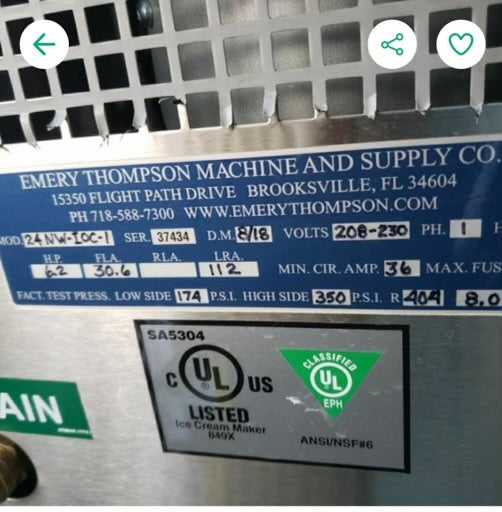 EMERY THOMPSON MACHINE AND SUPPLY CO.
15350 FLIGHT PATH DRIVE BROOKSVILLE, FL 34604
PH 718-588-7300 WWW.EMERYTHOMPSON.COM
MOD. 24NW-IOC-1 SER. 37434 D.M. 8/18 VOLTS 208-230 PH. 1 H
H.P. FLA. R.L.A. LRA.
6.2 30.6 112 MIN. CIR. AMP. 36 MAX. FUS
FACT. TEST PRESS. LOW SIDE 174 P.S.I. HIGH SIDE 350 P.S.I. R 404 8.0
SA5304
C UL US
LISTED
Ice Cream Maker
849X
CLASSIFIED
UL
EPH
ANSI/NSF#6
AIN